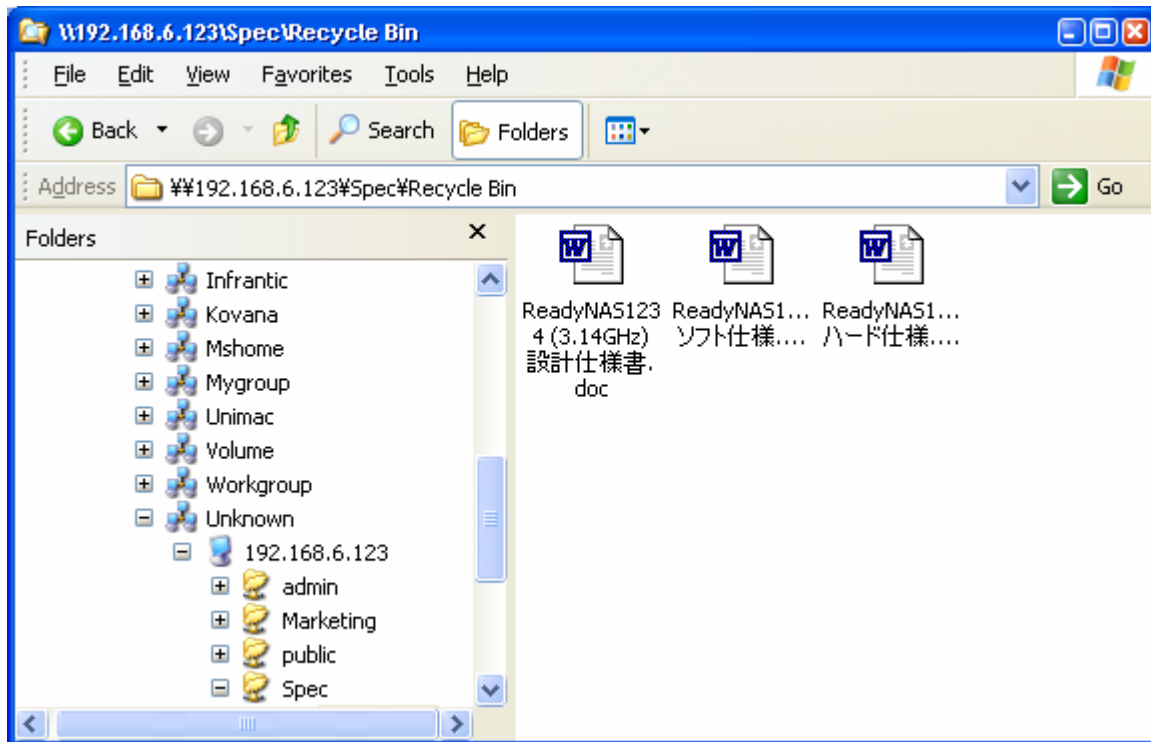 \\192.168.6.123\Spec\Recycle Bin
File Edit View Favorites Tools Help
Back Search Folders
Address ¥¥192.168.6.123¥Spec¥Recycle Bin Go
Folders
Infrantic
Kovana
Mshome
Mygroup
Unimac
Volume
Workgroup
Unknown
192.168.6.123
admin
Marketing
public
Spec
ReadyNAS123
4 (3.14GHz)
設計仕様書.
doc
ReadyNAS1...
ソフト仕様....
ReadyNAS1...
ハード仕様....